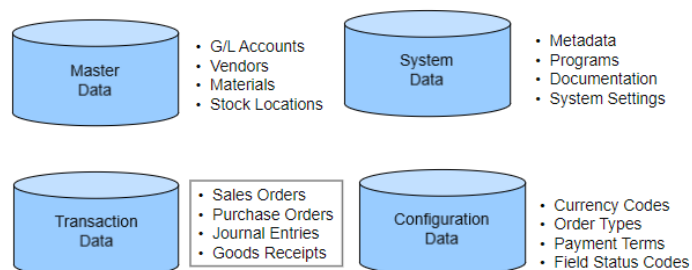 Master
Data
• G/L Accounts
• Vendors
• Materials
• Stock Locations
System
Data
• Metadata
• Programs
• Documentation
• System Settings
Transaction
Data
• Sales Orders
• Purchase Orders
• Journal Entries
• Goods Receipts
Configuration
Data
• Currency Codes
• Order Types
• Payment Terms
• Field Status Codes